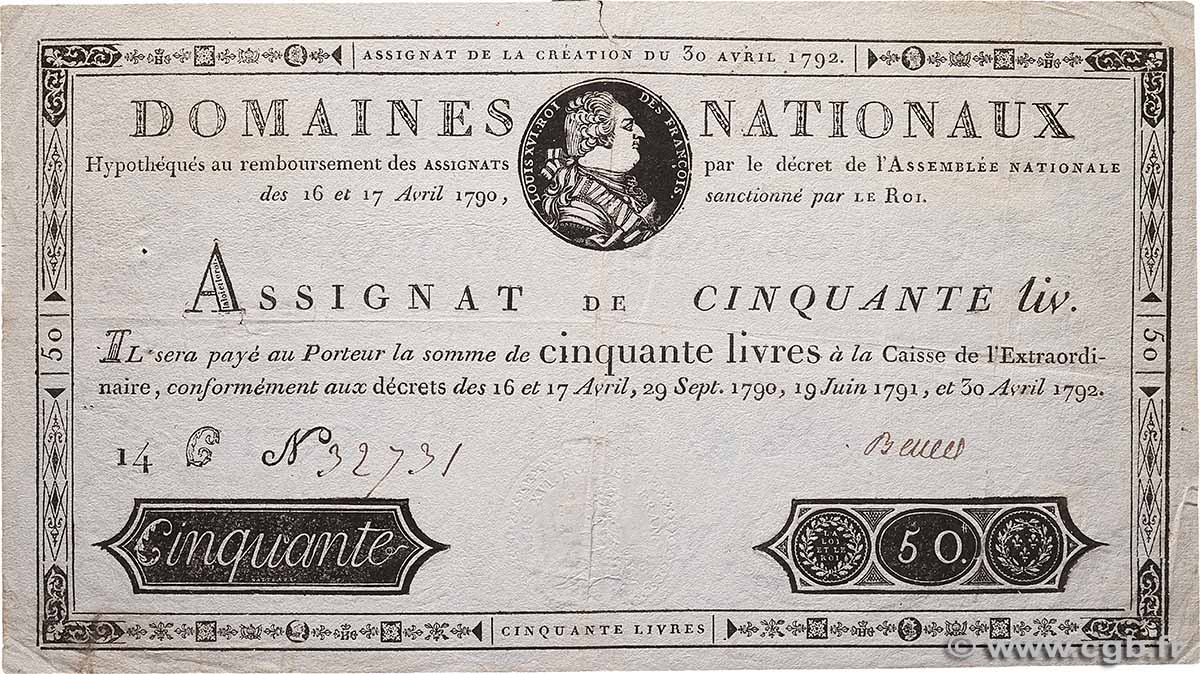 ASSIGNAT DE LA CRÉATION DU 30 AVRIL 1792.
DOMAINES NATIONAUX
LOUIS XVI. ROI DES FRANÇOIS.
Hypothéqués au remboursement des ASSIGNATS par le décret de l'ASSEMBLÉE NATIONALE
des 16 et 17 Avril 1790, sanctionné par LE ROI.
ASSIGNAT DE CINQUANTE liv.
IL sera payé au Porteur la somme de cinquante livres à la Caisse de l'Extraordi-
naire, conformément aux décrets des 16 et 17 Avril, 29 Sept. 1790, 19 Juin 1791, et 30 Avril 1792.
50
50
14 G N 32731
Cinquante
LA
LOI
ET LE
ROI
50.
CINQUANTE LIVRES
© www.cgb.fr